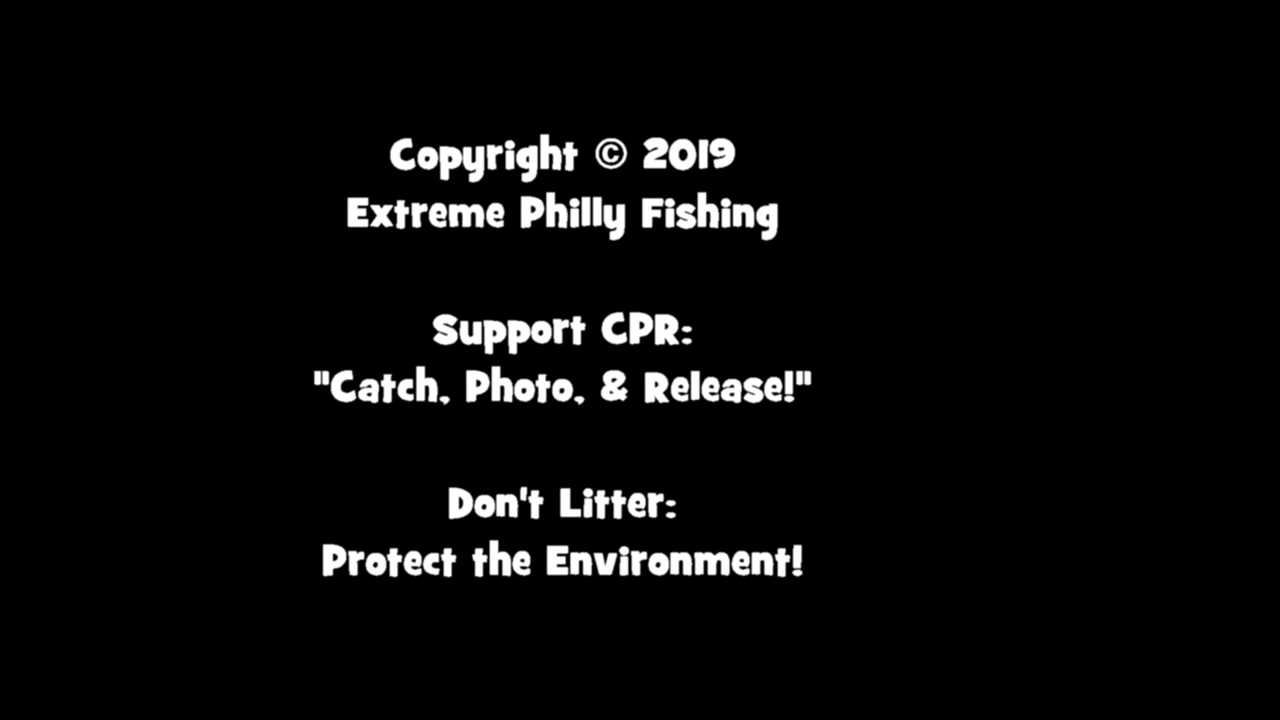 Copyright © 2019
Extreme Philly Fishing
Support CPR:
"Catch, Photo, & Release!"
Don't Litter:
Protect the Environment!